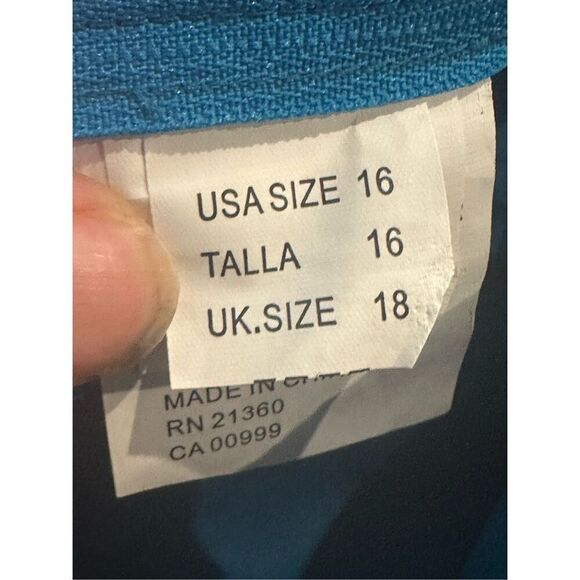 USA SIZE 16
TALLA 16
UK.SIZE 18
MADE IN
RN 21360
CA 00999